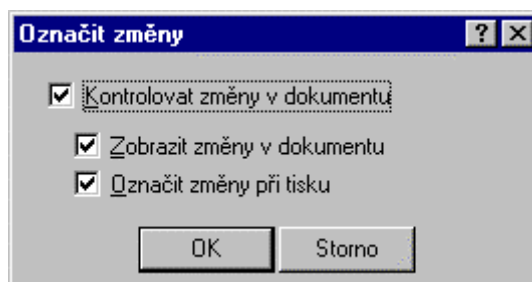 Označit změny
Kontrolovat změny v dokumentu
Zobrazit změny v dokumentu
Označit změny při tisku
OK Storno